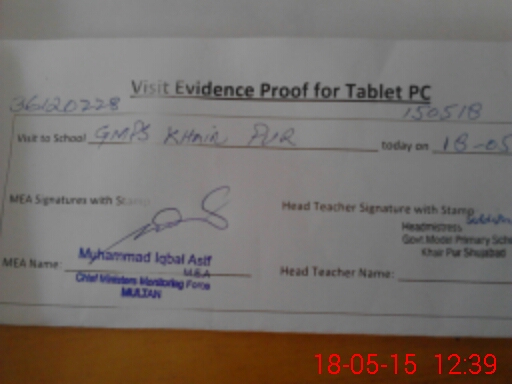 Visit Evidence Proof for Tablet PC
36120228 150518
Visit to School GMPS KHAIR PUR today on 18-05
MEA Signatures with Stamp
Head Teacher Signature with Stamp
Headmistress
Govt Model Primary Scho
Khair Pur Shujabad
Muhammad Iqbal Asif
M.E.A
MEA Name:
Chief Ministers Monitoring Force
MULTAN
Head Teacher Name:
18-05-15 12:39